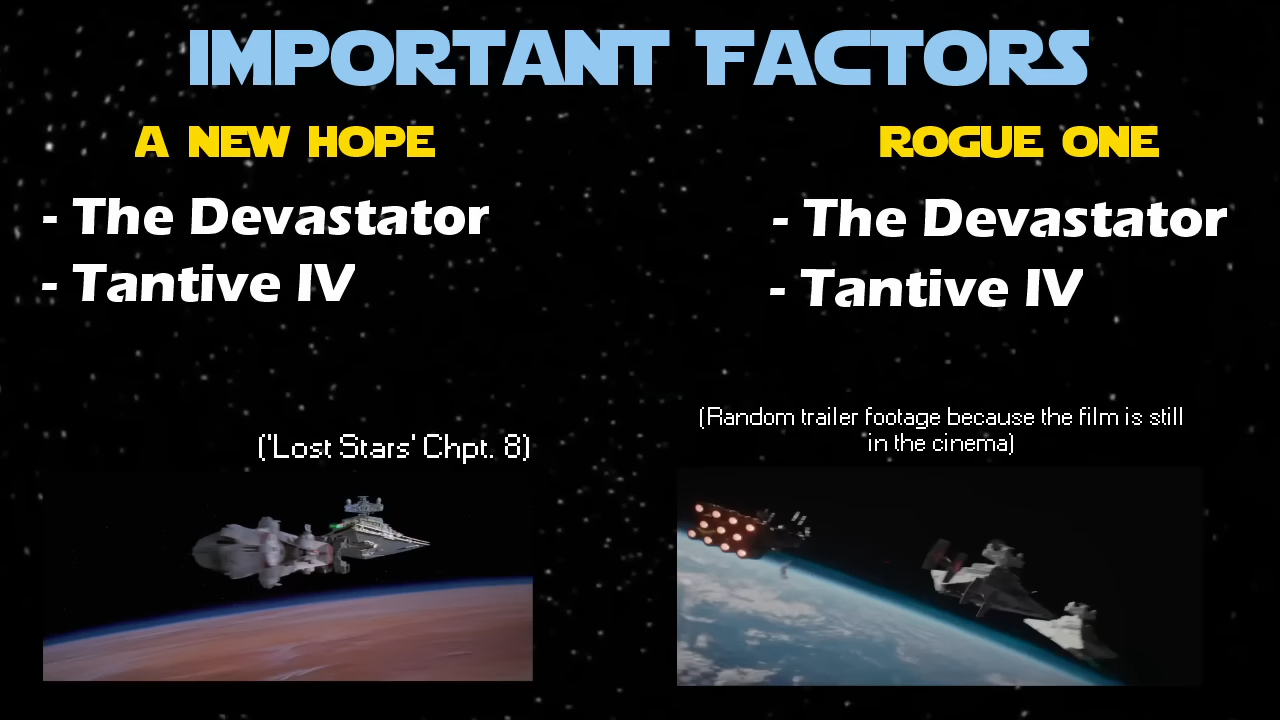 IMPORTANT FACTORS
A NEW HOPE
- The Devastator
- Tantive IV
('Lost Stars' Chpt. 8)
ROGUE ONE
- The Devastator
- Tantive IV
(Random trailer footage because the film is still
in the cinema)